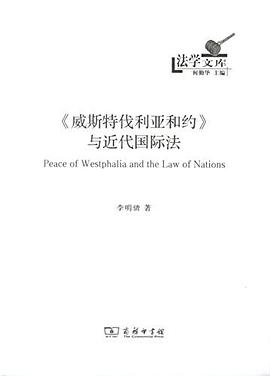 法学文库
何勤华 主编
《威斯特伐利亚和约》
与近代国际法
Peace of Westphalia and the Law of Nations
李明倩 著
商务印书馆
The Commercial Press